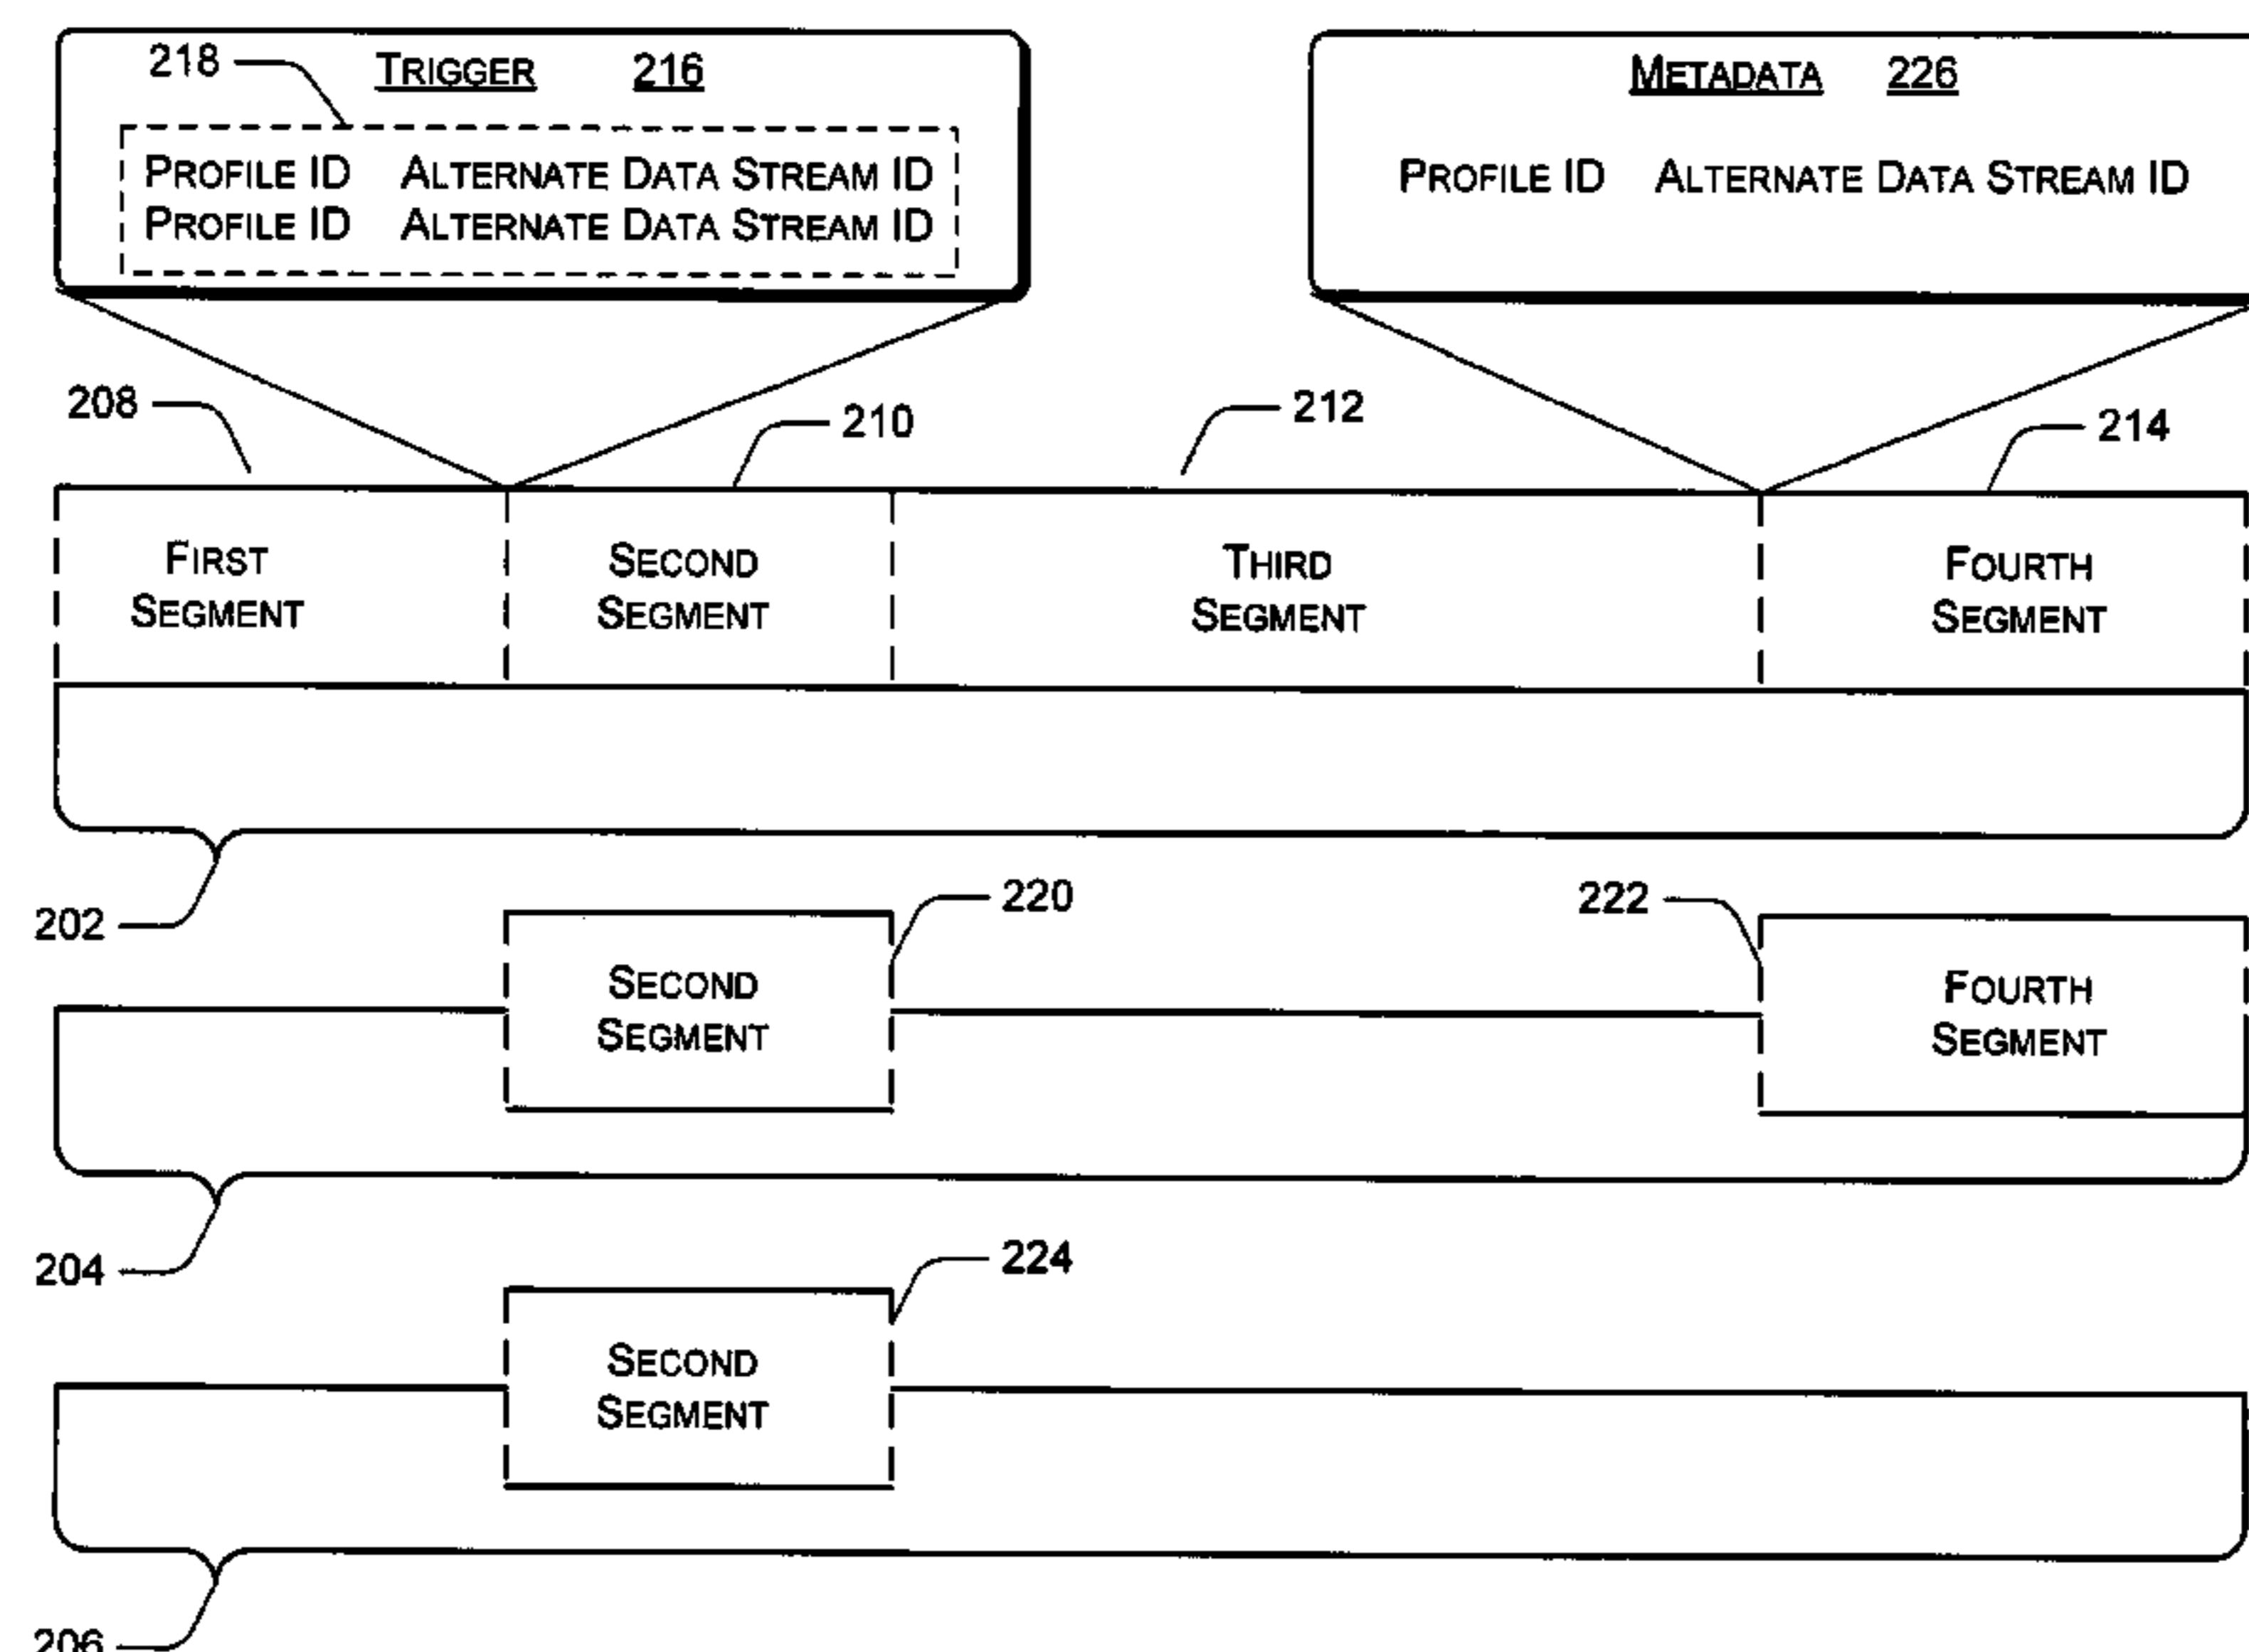 218 TRIGGER 216
PROFILE ID ALTERNATE DATA STREAM ID
PROFILE ID ALTERNATE DATA STREAM ID
METADATA 226
PROFILE ID ALTERNATE DATA STREAM ID
208
210
212
214
FIRST
SEGMENT
SECOND
SEGMENT
THIRD
SEGMENT
FOURTH
SEGMENT
202
220
222
SECOND
SEGMENT
FOURTH
SEGMENT
204
224
SECOND
SEGMENT
206